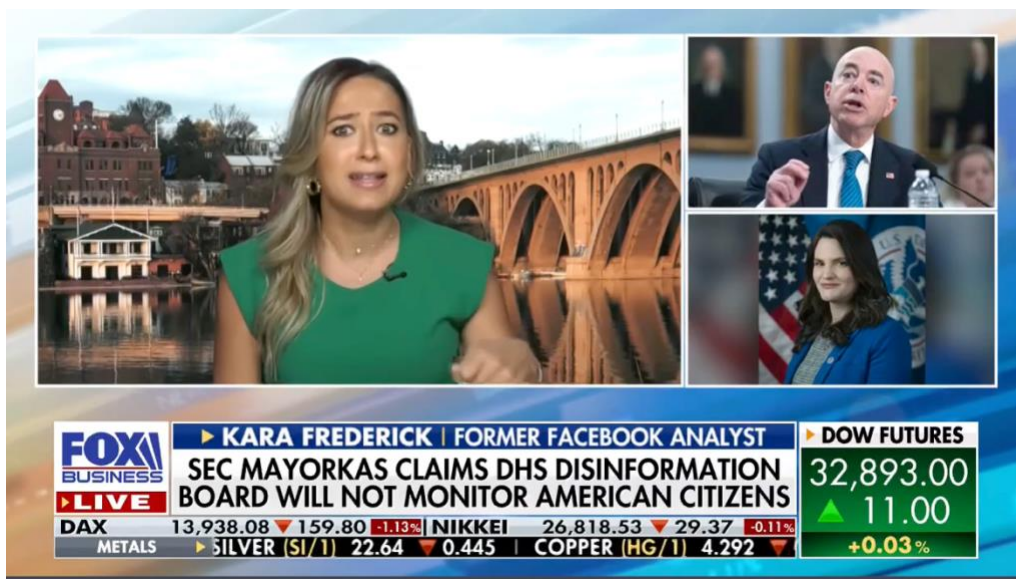 FOX
BUSINESS
LIVE
KARA FREDERICK | FORMER FACEBOOK ANALYST
SEC MAYORKAS CLAIMS DHS DISINFORMATION
BOARD WILL NOT MONITOR AMERICAN CITIZENS
DOW FUTURES
32,893.00
▲ 11.00
+0.03%
DAX 13,938.08 ▼ 159.80 -1.13% NIKKEI 26,818.53 ▼ 29.37 -0.11%
METALS SILVER (SI/1) 22.64 ▼ 0.445 | COPPER (HG/1) 4.292 ▼